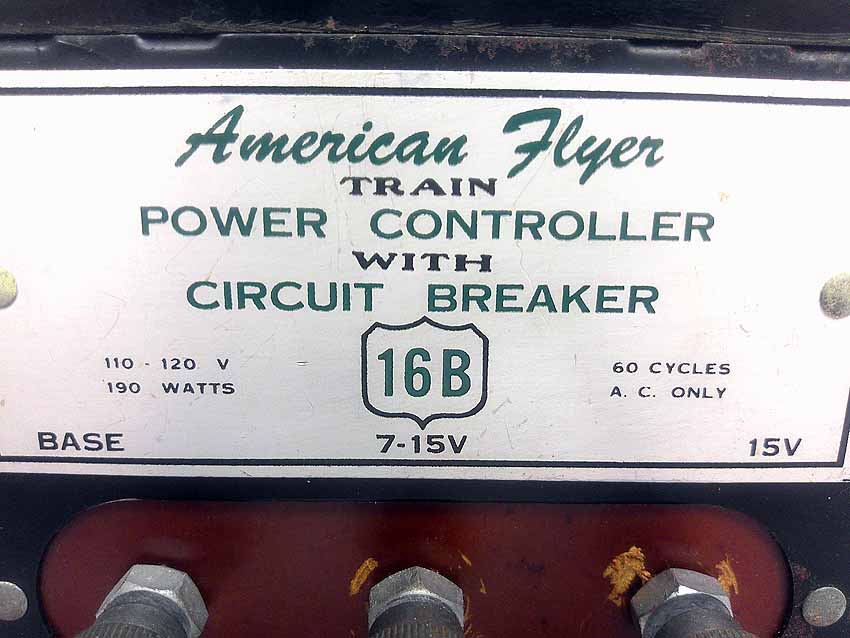 American Flyer
TRAIN
POWER CONTROLLER
WITH
CIRCUIT BREAKER
110 - 120 V
190 WATTS
16B
60 CYCLES
A. C. ONLY
BASE
7-15V
15V